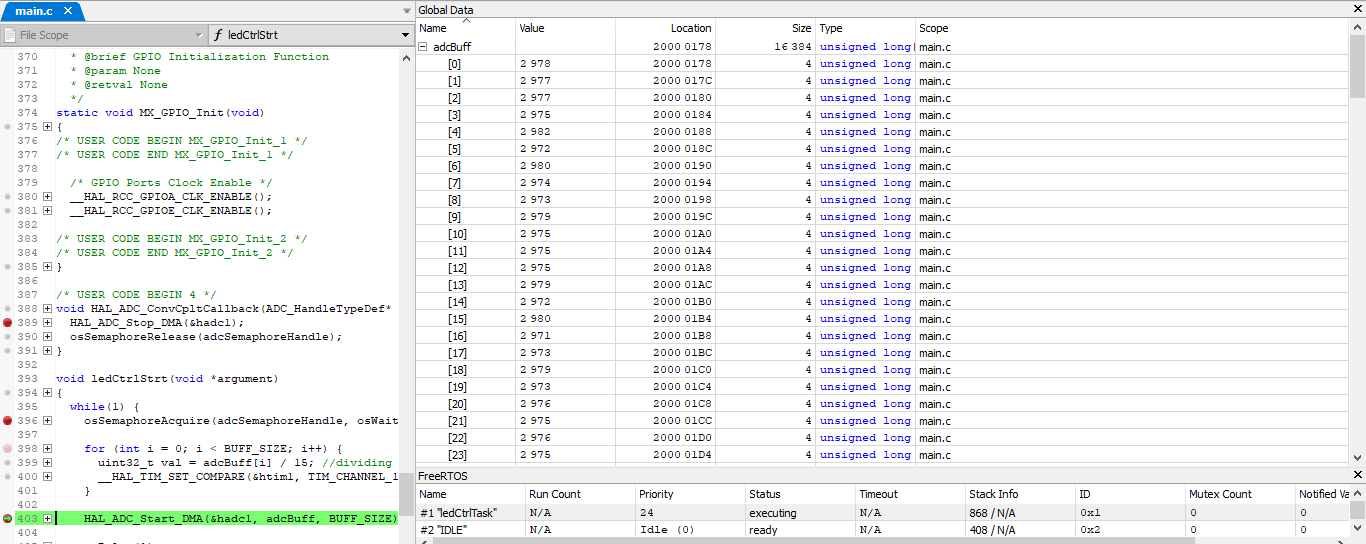 main.c
File Scope
ledCtrlStrt
370 * @brief GPIO Initialization Function
371 * @param None
372 * @retval None
373 */
374 static void MX_GPIO_Init(void)
375 {
376 /* USER CODE BEGIN MX_GPIO_Init_1 */
377 /* USER CODE END MX_GPIO_Init_1 */
378
379 /* GPIO Ports Clock Enable */
380 __HAL_RCC_GPIOA_CLK_ENABLE();
381 __HAL_RCC_GPIOE_CLK_ENABLE();
382
383 /* USER CODE BEGIN MX_GPIO_Init_2 */
384 /* USER CODE END MX_GPIO_Init_2 */
385 }
386
387 /* USER CODE BEGIN 4 */
388 void HAL_ADC_ConvCpltCallback(ADC_HandleTypeDef*
389 HAL_ADC_Stop_DMA(&hadc1);
390 osSemaphoreRelease(adcSemaphoreHandle);
391 }
392
393 void ledCtrlStrt(void *argument)
394 {
395 while(1) {
396 osSemaphoreAcquire(adcSemaphoreHandle, osWait
397
398 for (int i = 0; i < BUFF_SIZE; i++) {
399 uint32_t val = adcBuff[i] / 15; //dividing
400 __HAL_TIM_SET_COMPARE(&htim1, TIM_CHANNEL_1
401 }
402
403 HAL_ADC_Start_DMA(&hadc1, adcBuff, BUFF_SIZE)
404
Global Data
Name Value Location Size Type Scope
adcBuff 2000 0178 16 384 unsigned long main.c
[0] 2 978 2000 0178 4 unsigned long main.c
[1] 2 977 2000 017C 4 unsigned long main.c
[2] 2 977 2000 0180 4 unsigned long main.c
[3] 2 975 2000 0184 4 unsigned long main.c
[4] 2 982 2000 0188 4 unsigned long main.c
[5] 2 972 2000 018C 4 unsigned long main.c
[6] 2 980 2000 0190 4 unsigned long main.c
[7] 2 974 2000 0194 4 unsigned long main.c
[8] 2 973 2000 0198 4 unsigned long main.c
[9] 2 979 2000 019C 4 unsigned long main.c
[10] 2 975 2000 01A0 4 unsigned long main.c
[11] 2 975 2000 01A4 4 unsigned long main.c
[12] 2 975 2000 01A8 4 unsigned long main.c
[13] 2 979 2000 01AC 4 unsigned long main.c
[14] 2 972 2000 01B0 4 unsigned long main.c
[15] 2 980 2000 01B4 4 unsigned long main.c
[16] 2 971 2000 01B8 4 unsigned long main.c
[17] 2 973 2000 01BC 4 unsigned long main.c
[18] 2 979 2000 01C0 4 unsigned long main.c
[19] 2 973 2000 01C4 4 unsigned long main.c
[20] 2 976 2000 01C8 4 unsigned long main.c
[21] 2 975 2000 01CC 4 unsigned long main.c
[22] 2 976 2000 01D0 4 unsigned long main.c
[23] 2 975 2000 01D4 4 unsigned long main.c
FreeRTOS
Name Run Count Priority Status Timeout Stack Info ID Mutex Count Notified Va
#1 "ledCtrlTask" N/A 24 executing N/A 868 / N/A 0x1 0 0
#2 "IDLE" N/A Idle (0) ready N/A 408 / N/A 0x2 0 0